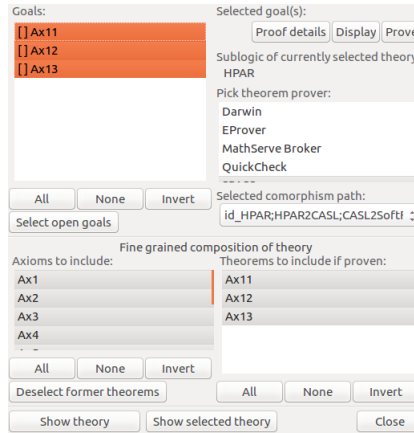 Goals:
[ ] Ax11
[ ] Ax12
[ ] Ax13
All None Invert
Select open goals
Selected goal(s):
Proof details Display Prove
Sublogic of currently selected theory
HPAR
Pick theorem prover:
Darwin
EProver
MathServe Broker
QuickCheck
Selected comorphism path:
id_HPAR;HPAR2CASL;CASL2SoftF
Fine grained composition of theory
Axioms to include:
Ax1
Ax2
Ax3
Ax4
All None Invert
Deselect former theorems
Theorems to include if proven:
Ax11
Ax12
Ax13
All None Invert
Show theory Show selected theory Close